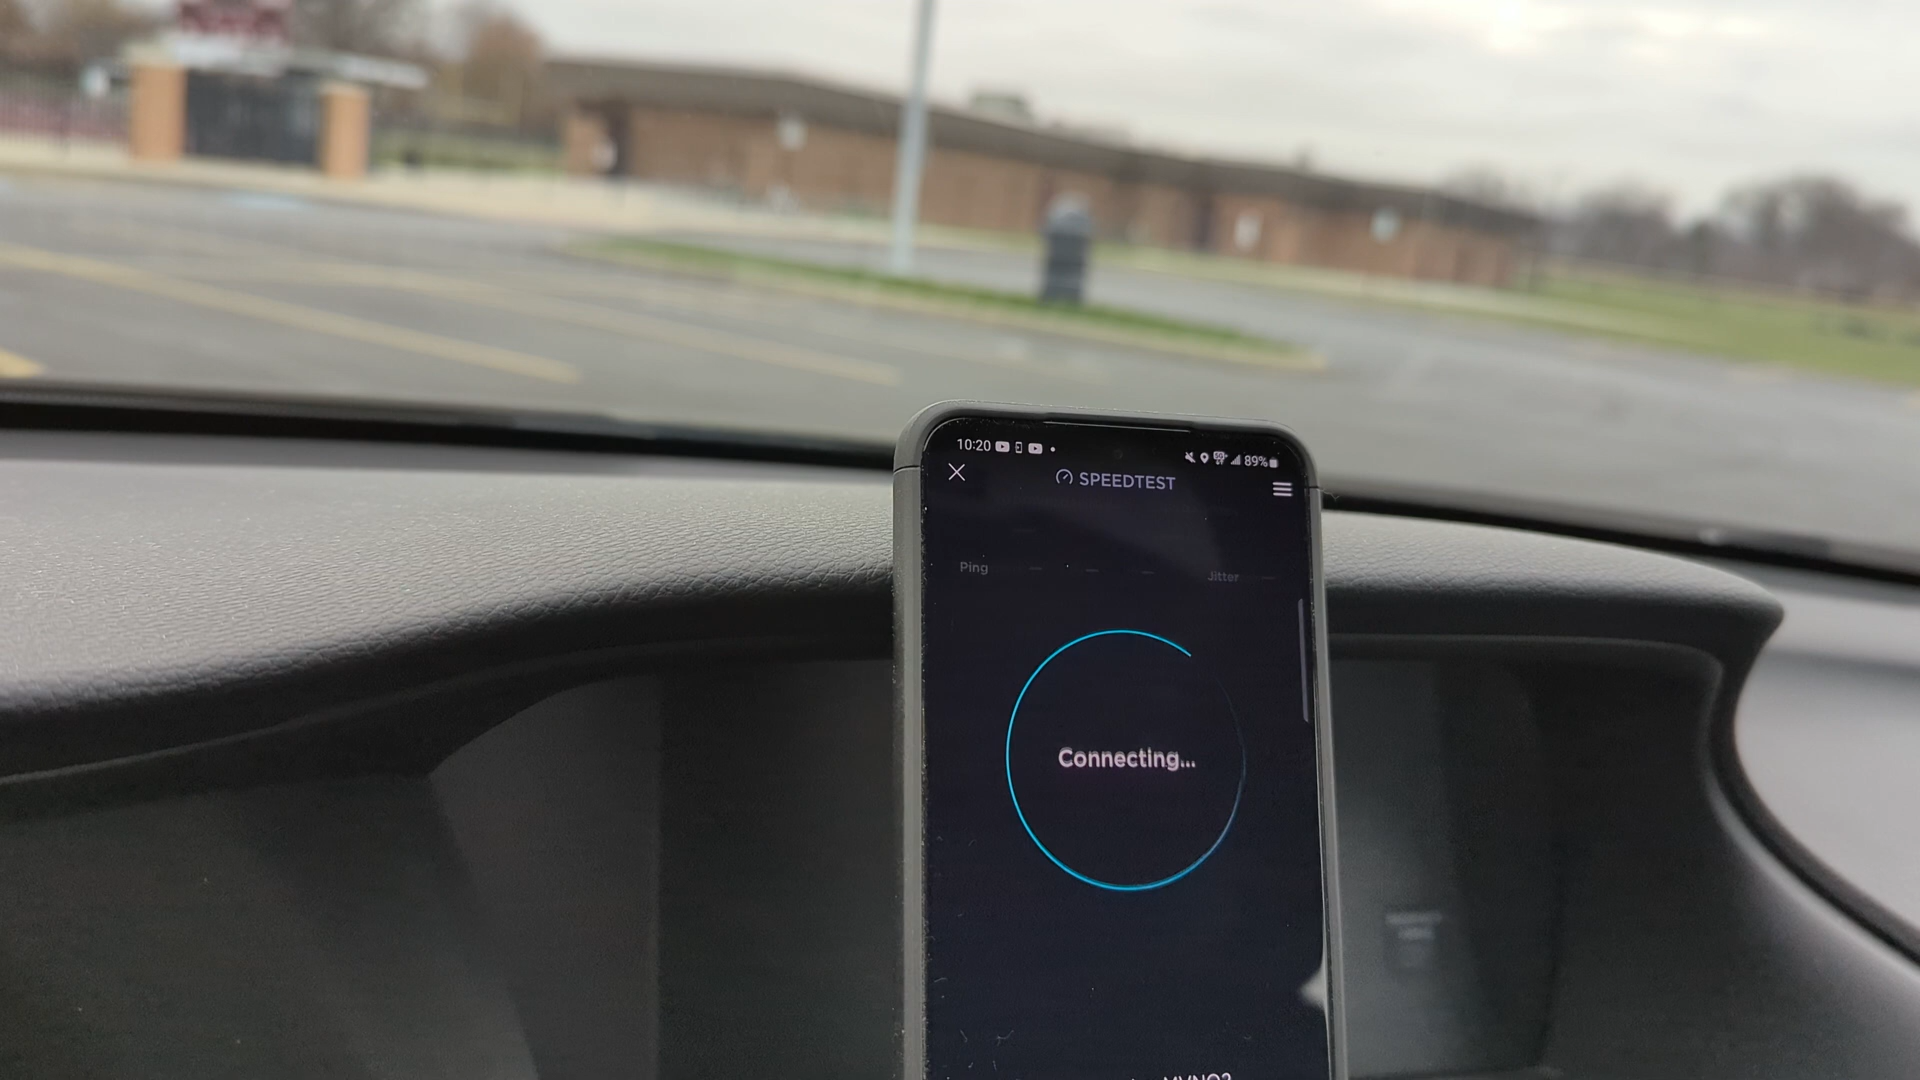 10:20
89%
SPEEDTEST
Ping
Jitter
Connecting...